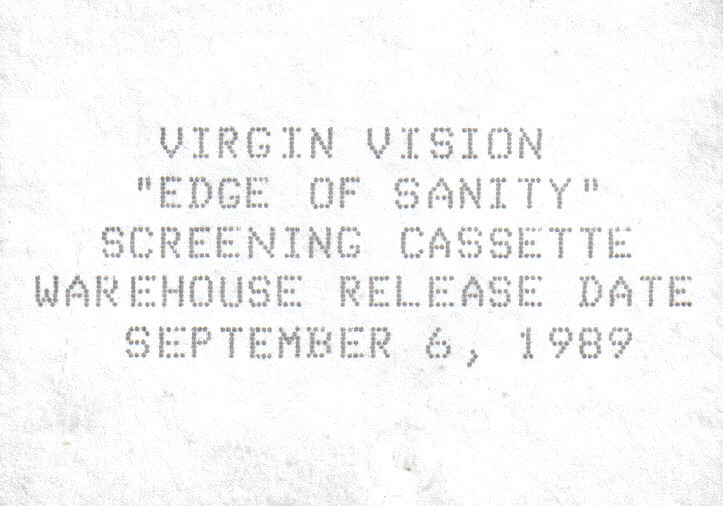 VIRGIN VISION
"EDGE OF SANITY"
SCREENING CASSETTE
WAREHOUSE RELEASE DATE
SEPTEMBER 6, 1989